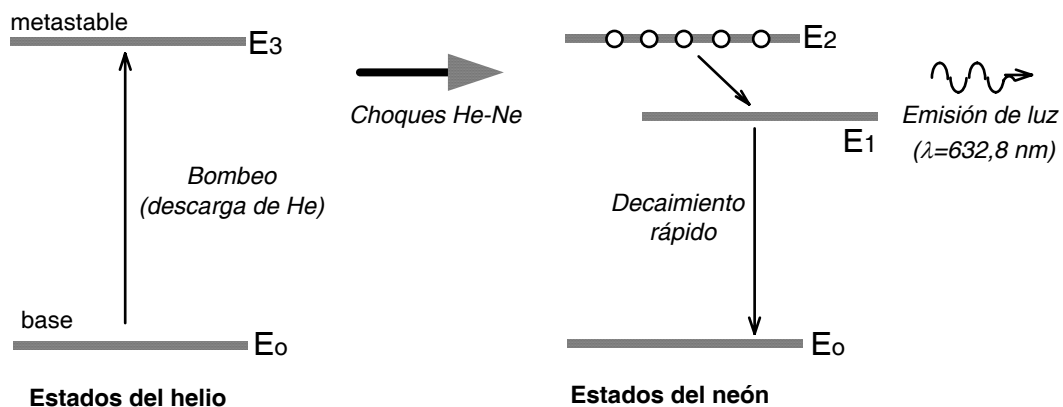 metastable
E3
Bombeo
(descarga de He)
base
Eo
Estados del helio
Choques He-Ne
E2
E1
Decaimiento
rápido
Eo
Estados del neón
Emisión de luz
(λ=632,8 nm)